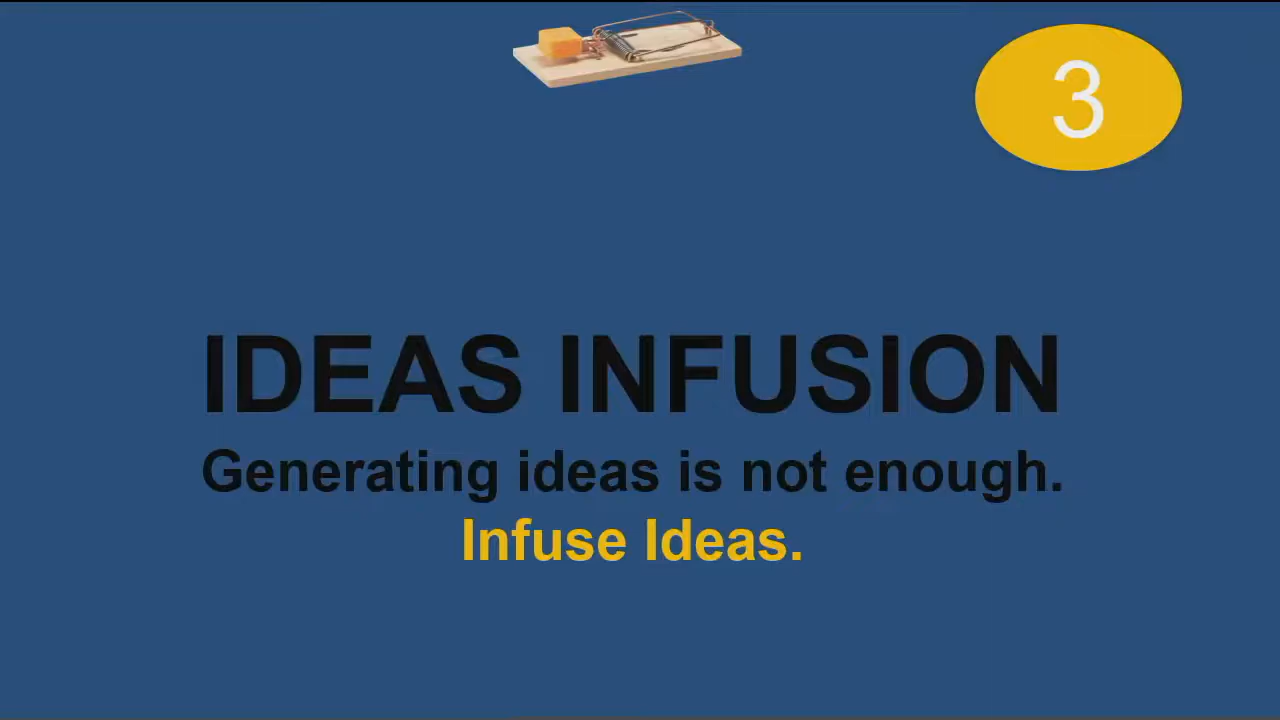 3
IDEAS INFUSION
Generating ideas is not enough.
Infuse Ideas.